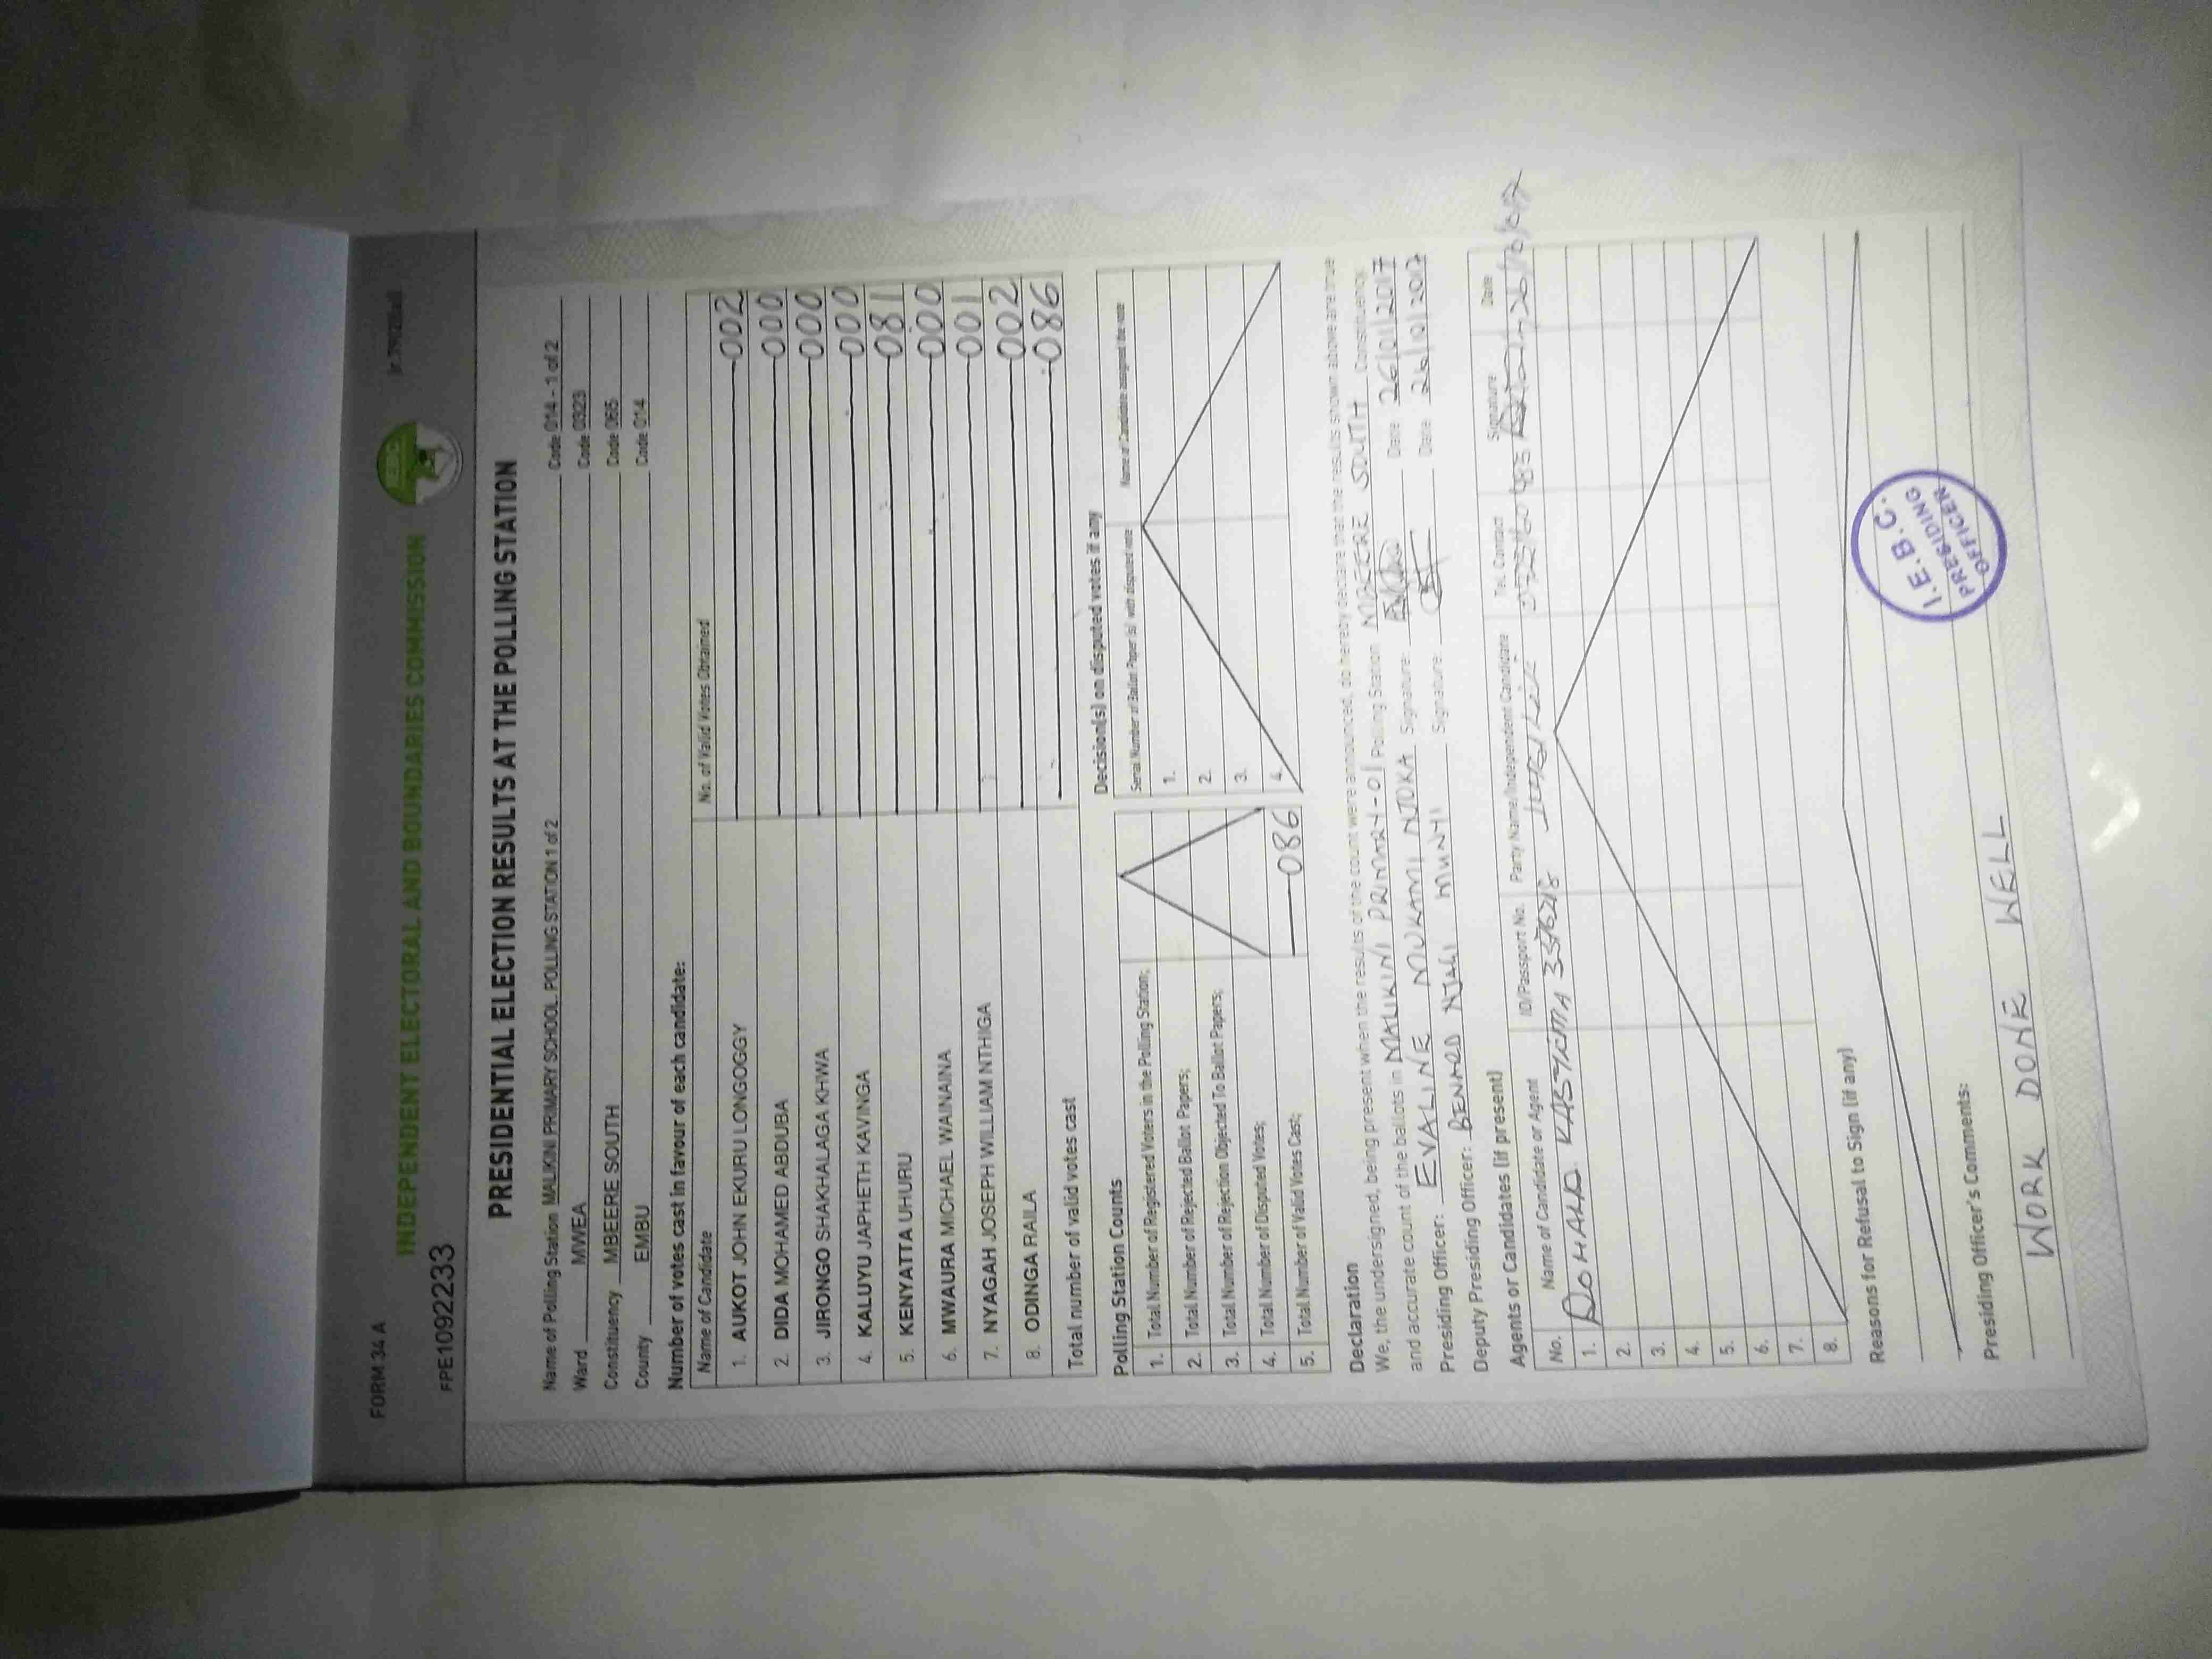 FORM 34 A
INDEPENDENT ELECTORAL AND BOUNDARIES COMMISSION
IEBC
FPE1092233
PRESIDENTIAL ELECTION RESULTS AT THE POLLING STATION
Name of Polling Station MALIKINI PRIMARY SCHOOL, POLLING STATION 1 of 2 Code 014 - 1 of 2
Ward MWEA Code 0323
Constituency MBEERE SOUTH Code 065
County EMBU Code 014
Number of votes cast in favour of each candidate:
Name of Candidate No. of Valid Votes Obtained
1. AUKOT JOHN EKURU LONGOGGY 002
2. DIDA MOHAMED ABDUBA 000
3. JIRONGO SHAKHALAGA KHWA 000
4. KALUYU JAPHETH KAVINGA 000
5. KENYATTA UHURU 081
6. MWAURA MICHAEL WAINAINA 000
7. NYAGAH JOSEPH WILLIAM NTHIGA 001
8. ODINGA RAILA 002
Total number of valid votes cast 086
Polling Station Counts
1. Total Number of Registered Voters in the Polling Station;
2. Total Number of Rejected Ballot Papers;
3. Total Number of Rejection Objected To Ballot Papers;
4. Total Number of Disputed Votes;
5. Total Number of Valid Votes Cast; 086
Decision(s) on disputed votes if any
Serial Number of Ballot Paper (s) with disputed vote Name of Candidate assigned the vote
1.
2.
3.
4.
Declaration
We, the undersigned, being present when the results of the count were announced, do hereby declare that the results shown above are true
and accurate count of the ballots in MALIKINI PRIMARY-01 Polling Station MBEERE SOUTH Constituency.
Presiding Officer: EVALINE MUKAMI NJOKA Signature: Date 26/01/2017
Deputy Presiding Officer: BENARD NJAGI MUNYI Signature: Date 26/10/2017
Agents or Candidates (if present)
No. Name of Candidate or Agent ID/Passport No. Party Name/Independent Candidate Tel. Contact Signature Date
1. DONALD
2.
3.
4.
5.
6.
7.
8.
Reasons for Refusal to Sign (if any)
I.E.B.C.
PRESIDING
OFFICER
Presiding Officer's Comments:
WORK DONE WELL